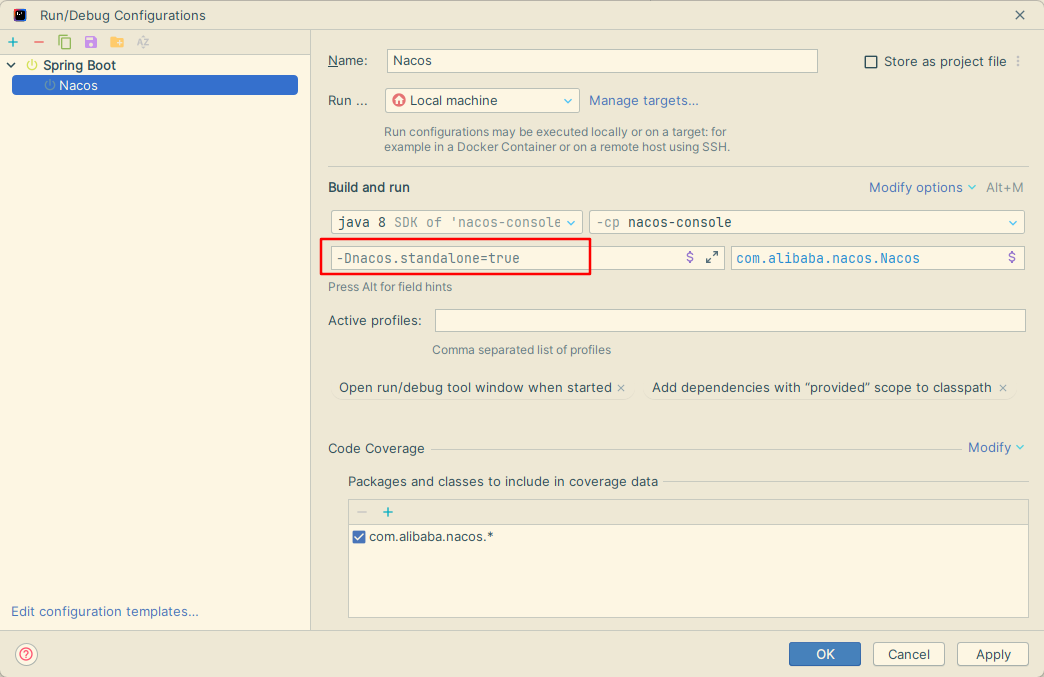 Run/Debug Configurations
Spring Boot
Nacos
Edit configuration templates...
Name:
Nacos
Store as project file
Run ...
Local machine
Manage targets...
Run configurations may be executed locally or on a target: for
example in a Docker Container or on a remote host using SSH.
Build and run
Modify options
Alt+M
java 8 SDK of 'nacos-console
-cp nacos-console
-Dnacos.standalone=true
com.alibaba.nacos.Nacos
Press Alt for field hints
Active profiles:
Comma separated list of profiles
Open run/debug tool window when started
Add dependencies with “provided” scope to classpath
Code Coverage
Modify
Packages and classes to include in coverage data
com.alibaba.nacos.*
OK
Cancel
Apply